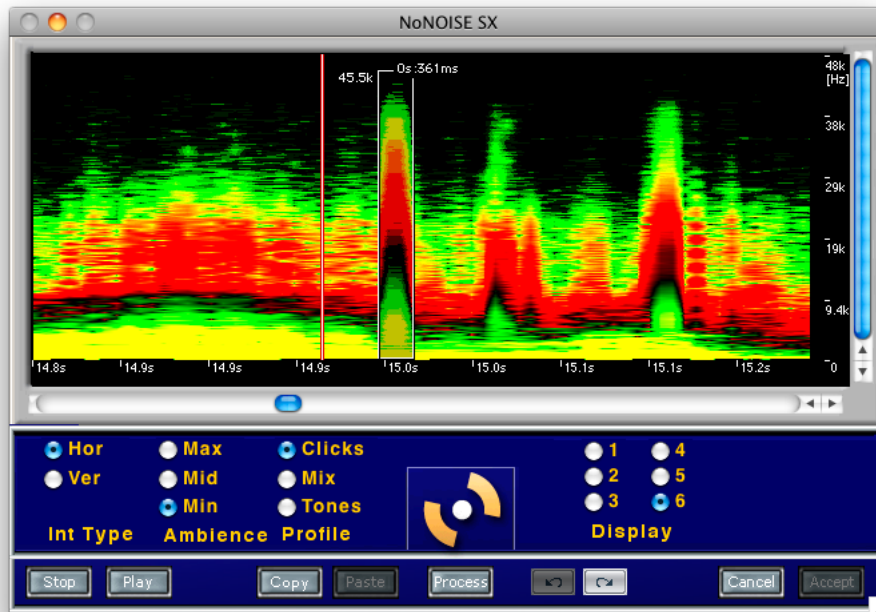 NoNOISE SX
45.5k
0s:361ms
48k
[Hz]
38k
29k
19k
9.4k
0
14.8s 14.9s 14.9s 14.9s 15.0s 15.0s 15.1s 15.2s
Hor Max Clicks 1 4
Ver Mid Mix 2 5
Min Tones 3 6
Int Type Ambience Profile Display
Stop Play Copy Paste Process Cancel Accept